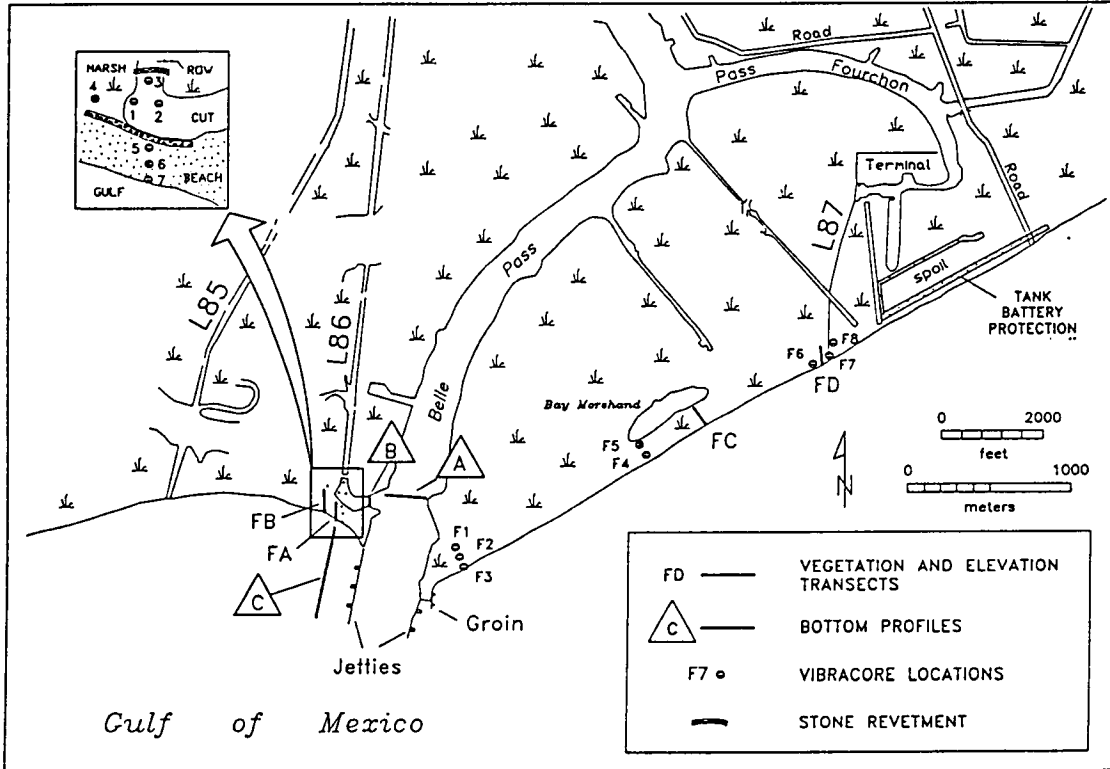 MARSH
ROW
4
3
1
2
CUT
5
6
BEACH
7
GULF
Road
Pass
Fourchon
Terminal
Road
L87
spoil
TANK
BATTERY
PROTECTION
L85
L86
Pass
Belle
Bay Morehand
F8
F6
F7
FD
FC
F5
F4
2000
feet
0
1000
meters
N
B
A
FB
FA
F1
F2
F3
C
Groin
Jetties
Gulf of Mexico
FD
VEGETATION AND ELEVATION
TRANSECTS
C
BOTTOM PROFILES
F7
VIBRACORE LOCATIONS
STONE REVETMENT